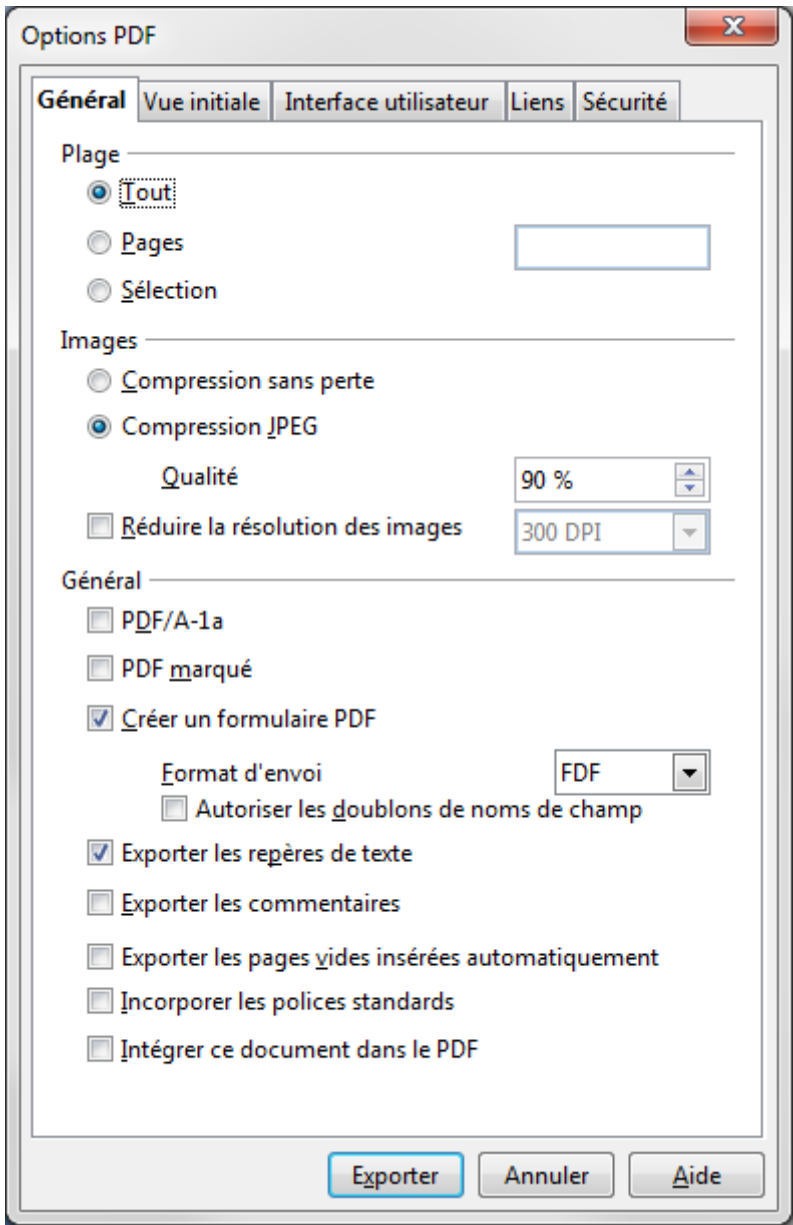 Options PDF
Général Vue initiale Interface utilisateur Liens Sécurité
Plage
Tout
Pages
Sélection
Images
Compression sans perte
Compression JPEG
Qualité 90 %
Réduire la résolution des images 300 DPI
Général
PDF/A-1a
PDF marqué
Créer un formulaire PDF
Format d'envoi FDF
Autoriser les doublons de noms de champ
Exporter les repères de texte
Exporter les commentaires
Exporter les pages vides insérées automatiquement
Incorporer les polices standards
Intégrer ce document dans le PDF
Exporter Annuler Aide